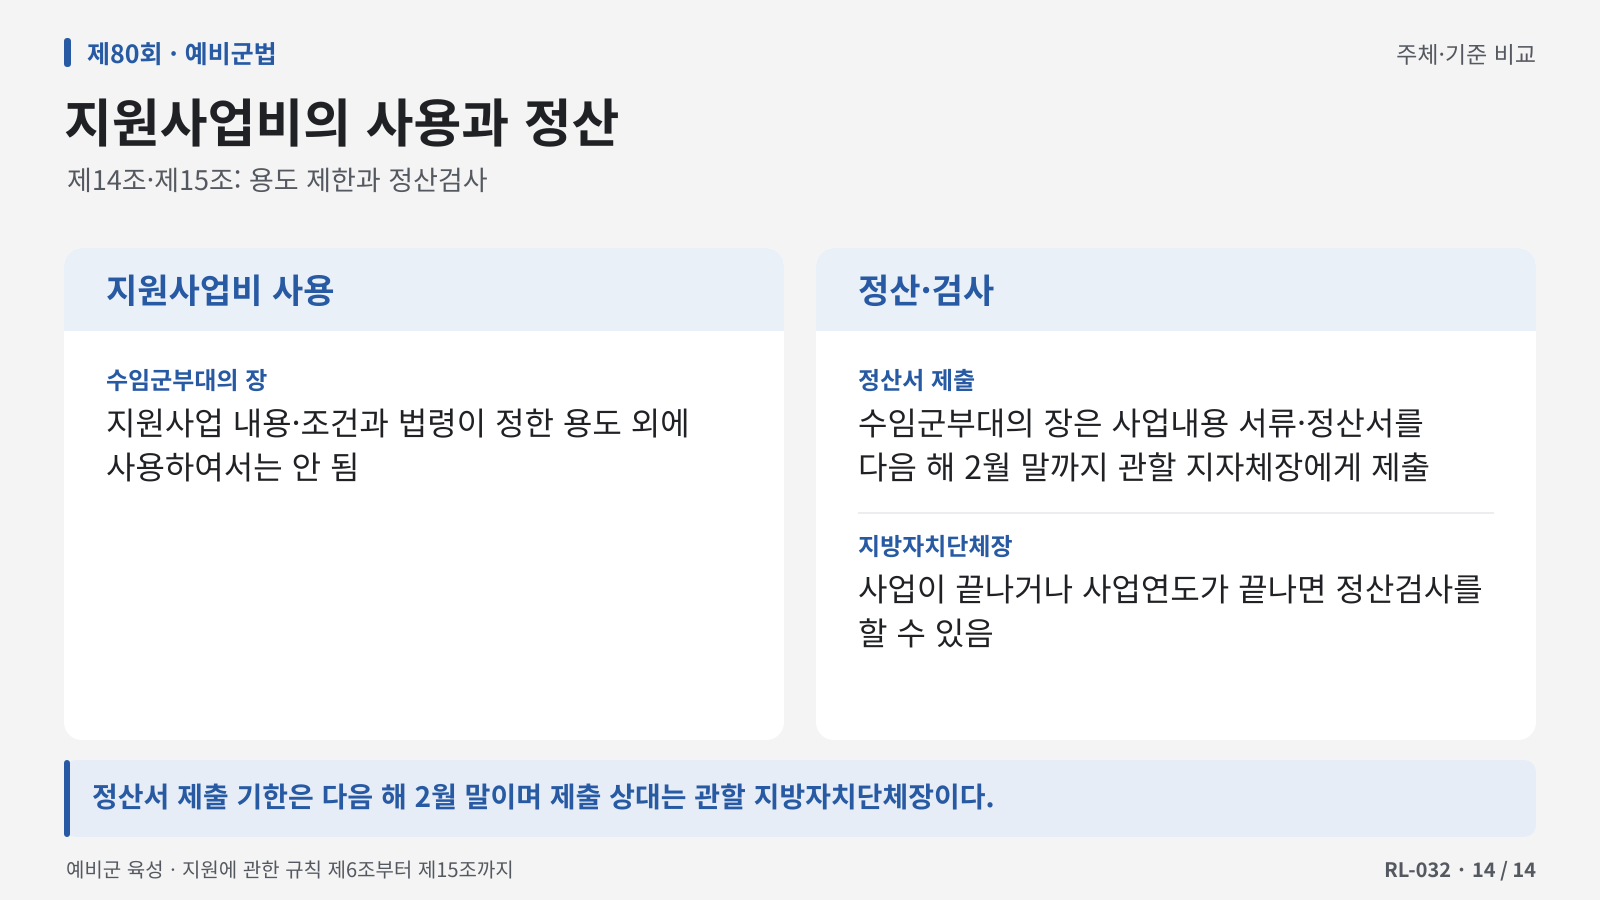 제80회 · 예비군법
주체·기준 비교
지원사업비의 사용과 정산
제14조·제15조: 용도 제한과 정산검사
지원사업비 사용
수임군부대의 장
지원사업 내용·조건과 법령이 정한 용도 외에
사용하여서는 안 됨
정산·검사
정산서 제출
수임군부대의 장은 사업내용 서류·정산서를
다음 해 2월 말까지 관할 지자체장에게 제출
지방자치단체장
사업이 끝나거나 사업연도가 끝나면 정산검사를
할 수 있음
정산서 제출 기한은 다음 해 2월 말이며 제출 상대는 관할 지방자치단체장이다.
예비군 육성 · 지원에 관한 규칙 제6조부터 제15조까지
RL-032 · 14 / 14